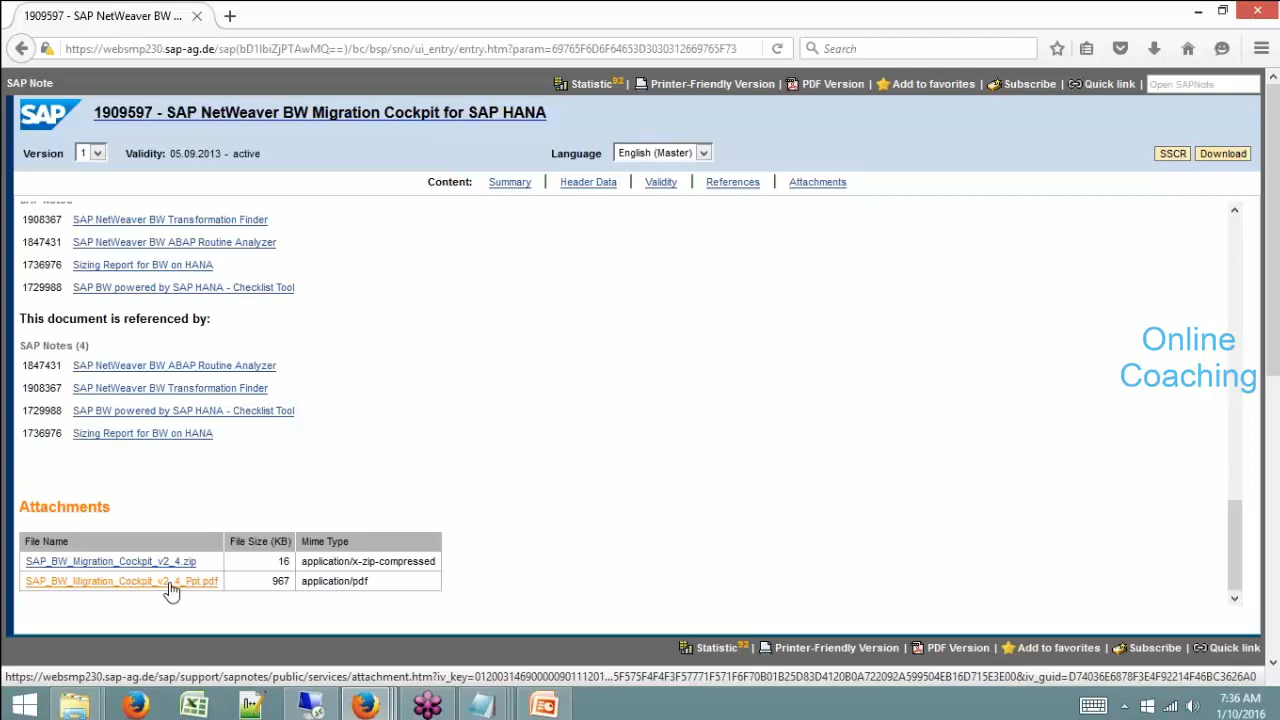 1909597 - SAP NetWeaver BW ...
https://websmp230.sap-ag.de/sap(bD1lbiZjPTAwMQ==)/bc/bsp/sno/ui_entry/entry.htm?param=69765F6D6F64653D3030312669765F73
Search
SAP Note
Statistic92 | Printer-Friendly Version | PDF Version | Add to favorites | Subscribe | Quick link | Open SAPNote
SAP
1909597 - SAP NetWeaver BW Migration Cockpit for SAP HANA
Version 1 Validity: 05.09.2013 - active Language English (Master) SSCR Download
Content: Summary | Header Data | Validity | References | Attachments
1908367 SAP NetWeaver BW Transformation Finder
1847431 SAP NetWeaver BW ABAP Routine Analyzer
1736976 Sizing Report for BW on HANA
1729988 SAP BW powered by SAP HANA - Checklist Tool
This document is referenced by:
SAP Notes (4)
1847431 SAP NetWeaver BW ABAP Routine Analyzer
1908367 SAP NetWeaver BW Transformation Finder
1729988 SAP BW powered by SAP HANA - Checklist Tool
1736976 Sizing Report for BW on HANA
Online
Coaching
Attachments
File Name File Size (KB) Mime Type
SAP_BW_Migration_Cockpit_v2_4.zip 16 application/x-zip-compressed
SAP_BW_Migration_Cockpit_v2_4_Ppt.pdf 967 application/pdf
Statistic92 | Printer-Friendly Version | PDF Version | Add to favorites | Subscribe | Quick link
7:36 AM
1/10/2016